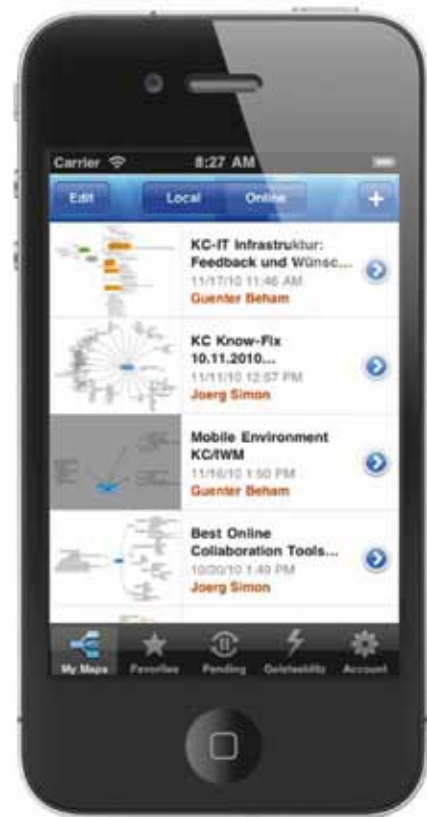 Carrier 8:27 AM
Edit Local Online +
KC-IT Infrastruktur:
Feedback und Wünsc...
11/17/10 11:46 AM
Guenter Beham
KC Know-Fix
10.11.2010...
11/11/10 12:57 PM
Joerg Simon
Mobile Environment
KC/IWM
11/16/10 1:50 PM
Guenter Beham
Best Online
Collaboration Tools...
10/20/10 1:49 PM
Joerg Simon
My Maps Favorites Pending Geistesblitz Account